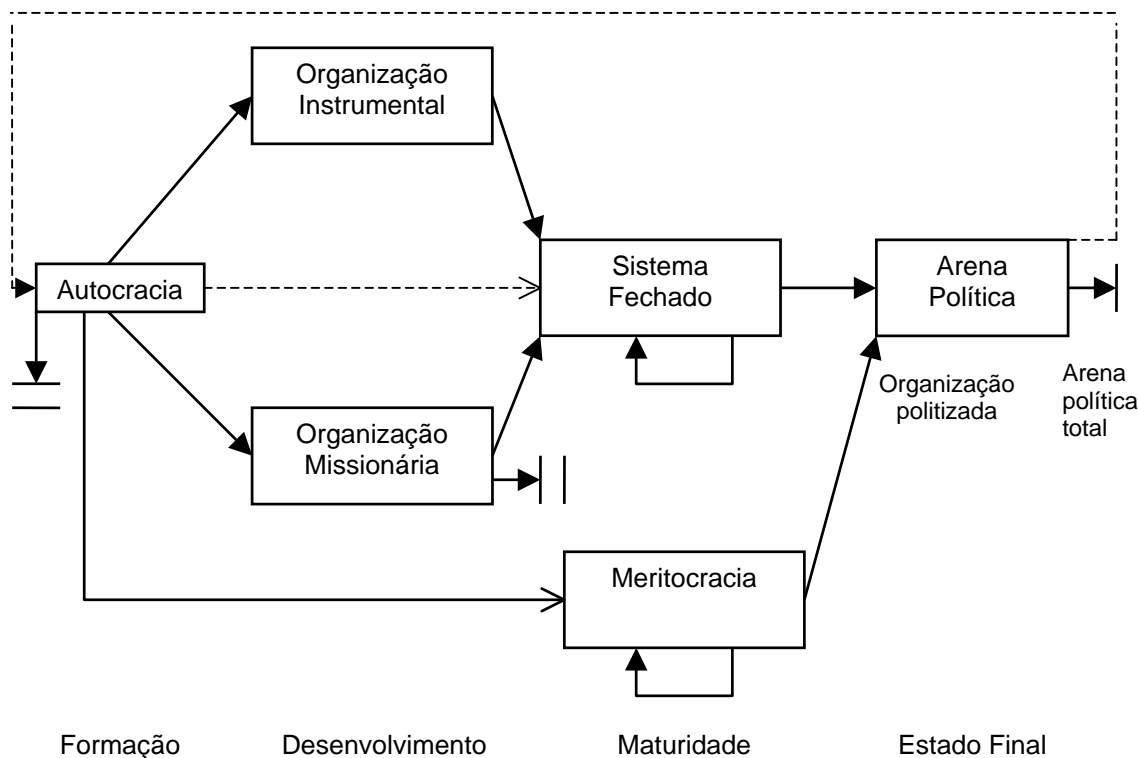 Organização
Instrumental
Autocracia
Sistema
Fechado
Arena
Política
Organização
politizada
Arena
política
total
Organização
Missionária
Meritocracia
Formação
Desenvolvimento
Maturidade
Estado Final